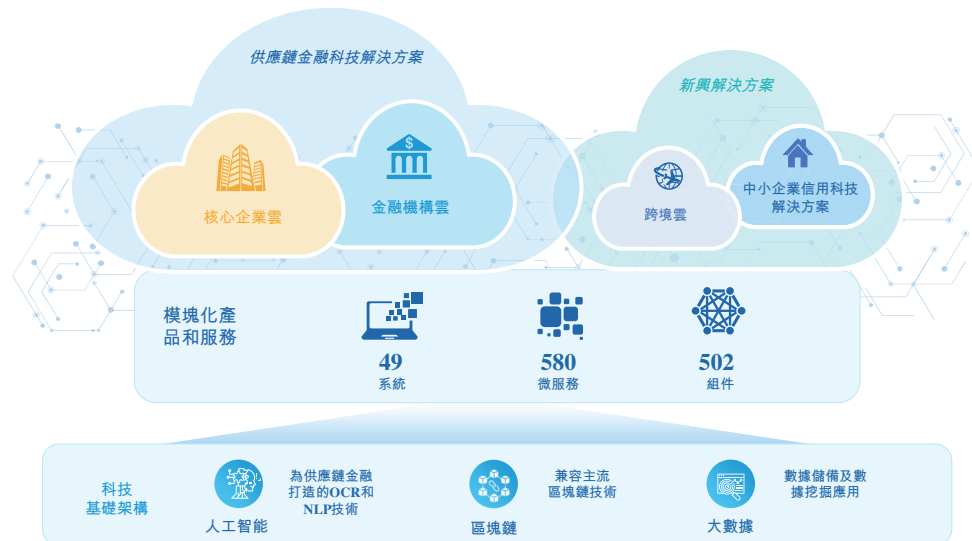 供應鏈金融科技解決方案
新興解決方案
核心企業雲
金融機構雲
跨境雲
中小企業信用科技
解決方案
模塊化產
品和服務
49
系統
580
微服務
502
組件
科技
基礎架構
人工智能
為供應鏈金融
打造的OCR和
NLP技術
區塊鏈
兼容主流
區塊鏈技術
大數據
數據儲備及數
據挖掘應用